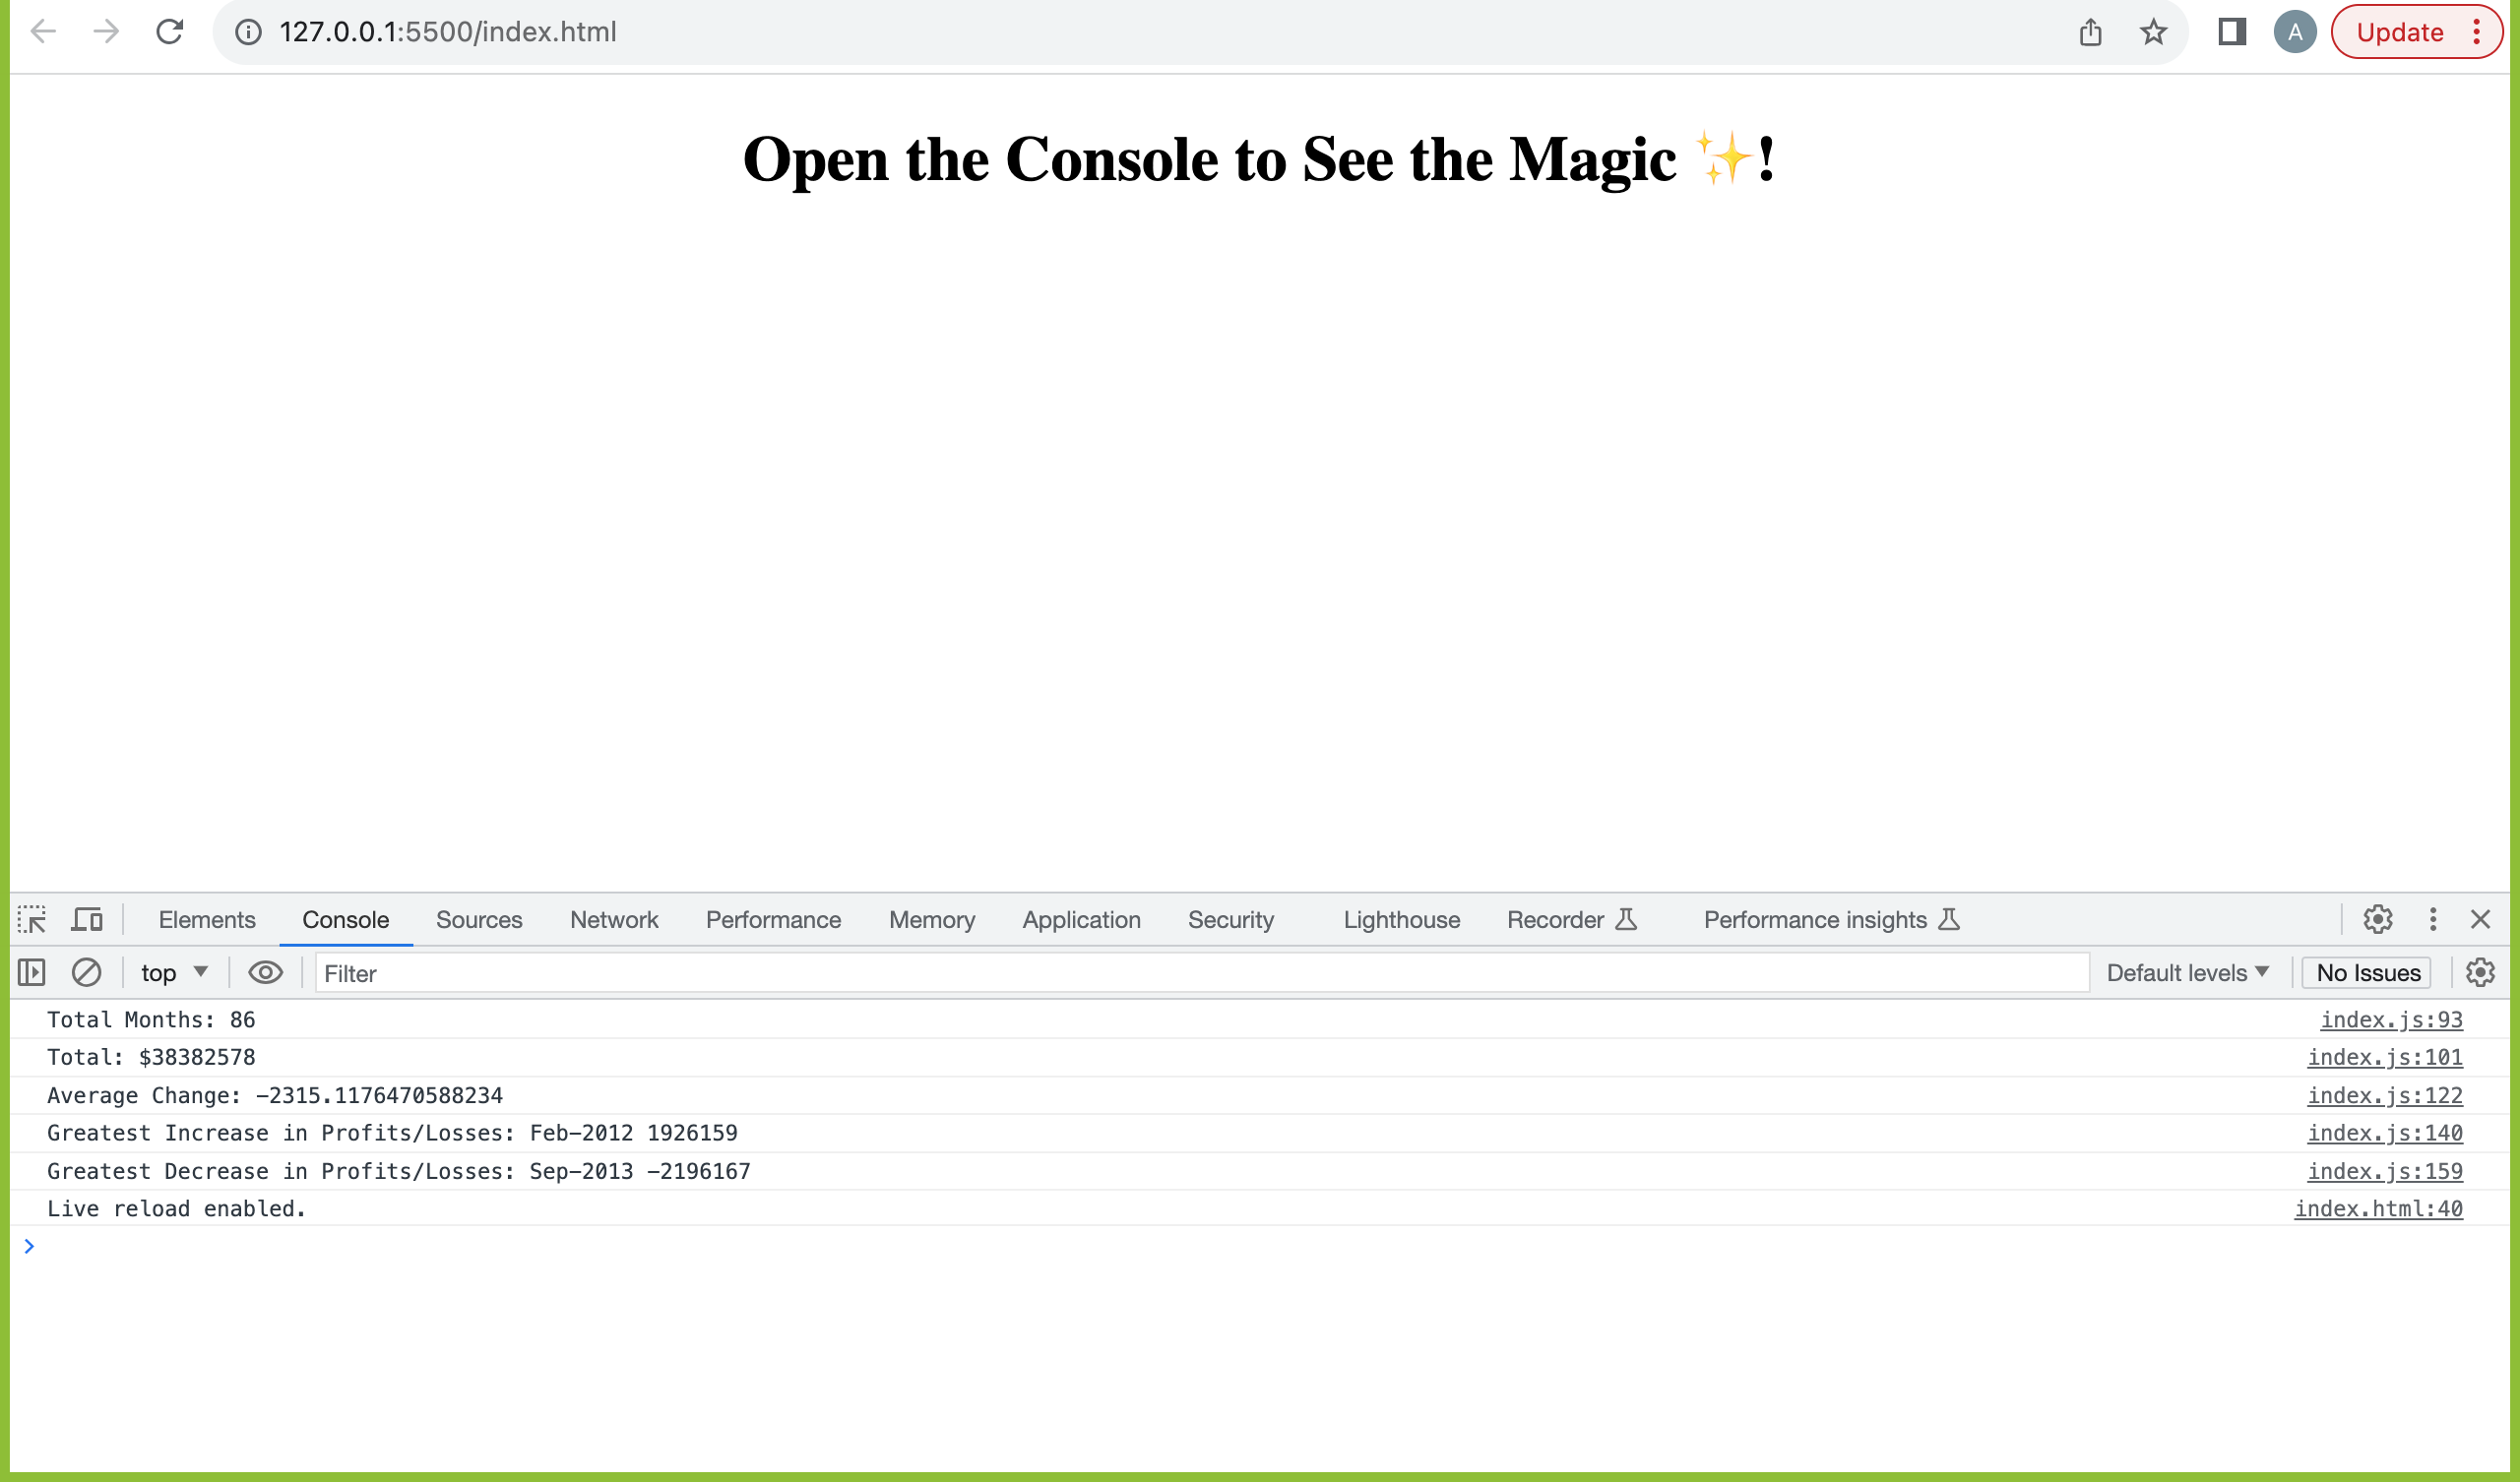 127.0.0.1:5500/index.html
A
Update
Open the Console to See the Magic ✨!
Elements Console Sources Network Performance Memory Application Security Lighthouse Recorder Performance insights
top Filter Default levels No Issues
Total Months: 86 index.js:93
Total: $38382578 index.js:101
Average Change: -2315.1176470588234 index.js:122
Greatest Increase in Profits/Losses: Feb-2012 1926159 index.js:140
Greatest Decrease in Profits/Losses: Sep-2013 -2196167 index.js:159
Live reload enabled. index.html:40